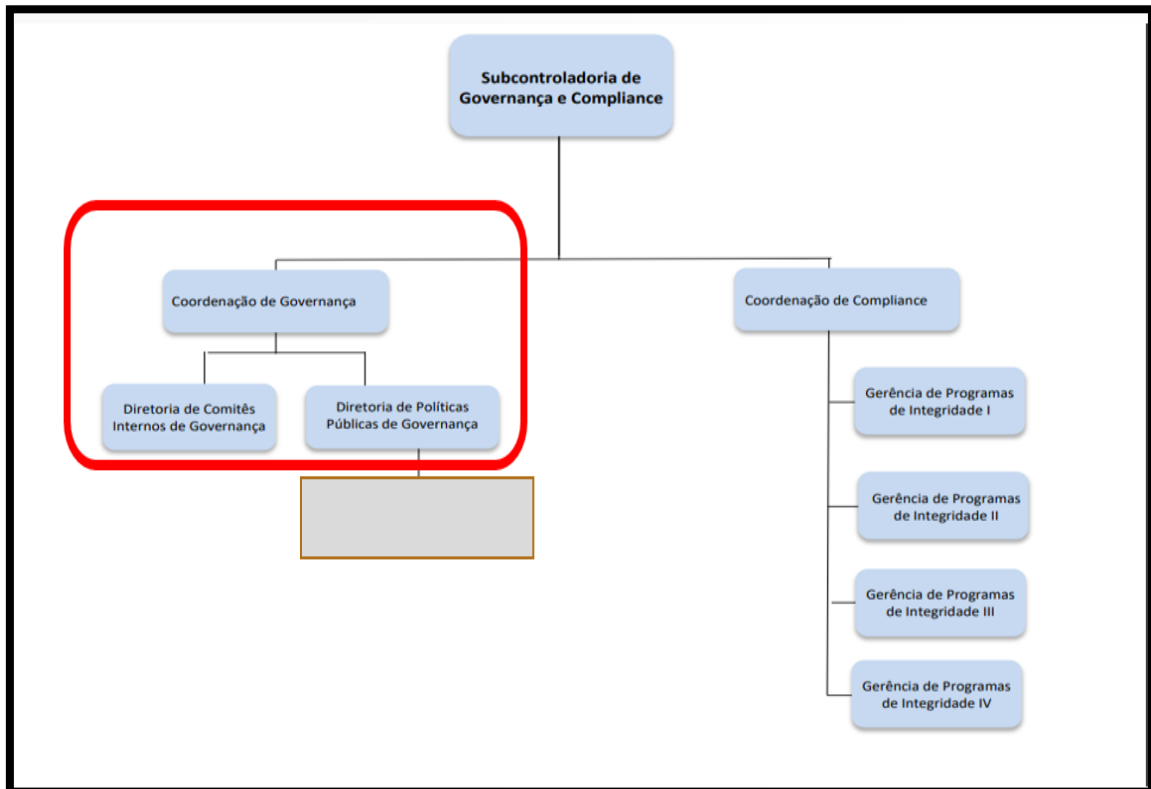 Subcontroladoria de
Governança e Compliance
Coordenação de Governança
Coordenação de Compliance
Diretoria de Comitês
Internos de Governança
Diretoria de Políticas
Públicas de Governança
Gerência de Programas
de Integridade I
Gerência de Programas
de Integridade II
Gerência de Programas
de Integridade III
Gerência de Programas
de Integridade IV